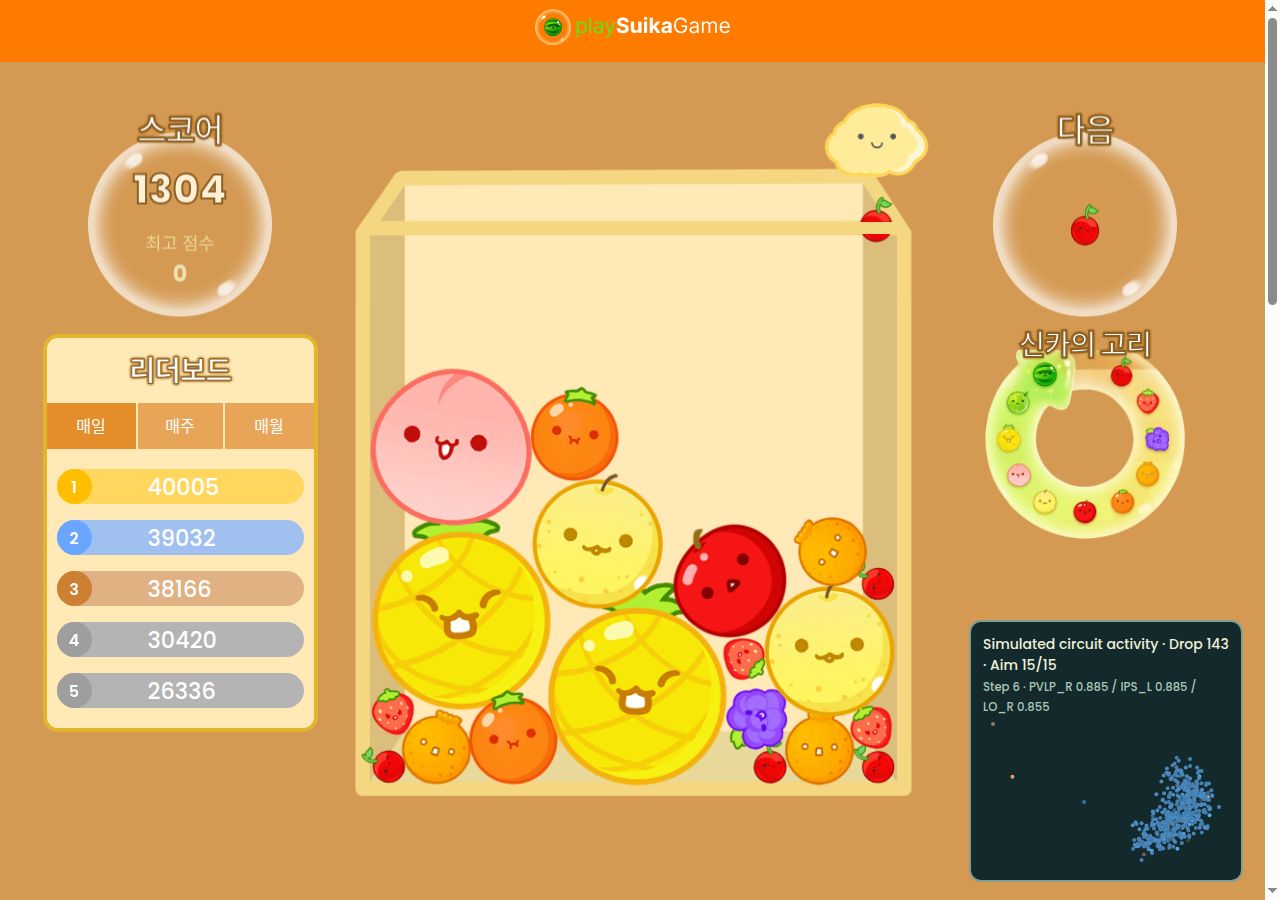 playSuikaGame
스코어
1304
최고 점수
0
다음
신카의 고리
리더보드
매일 매주 매월
1 40005
2 39032
3 38166
4 30420
5 26336
Simulated circuit activity · Drop 143
· Aim 15/15
Step 6 · PVLP_R 0.885 / IPS_L 0.885 /
LO_R 0.855